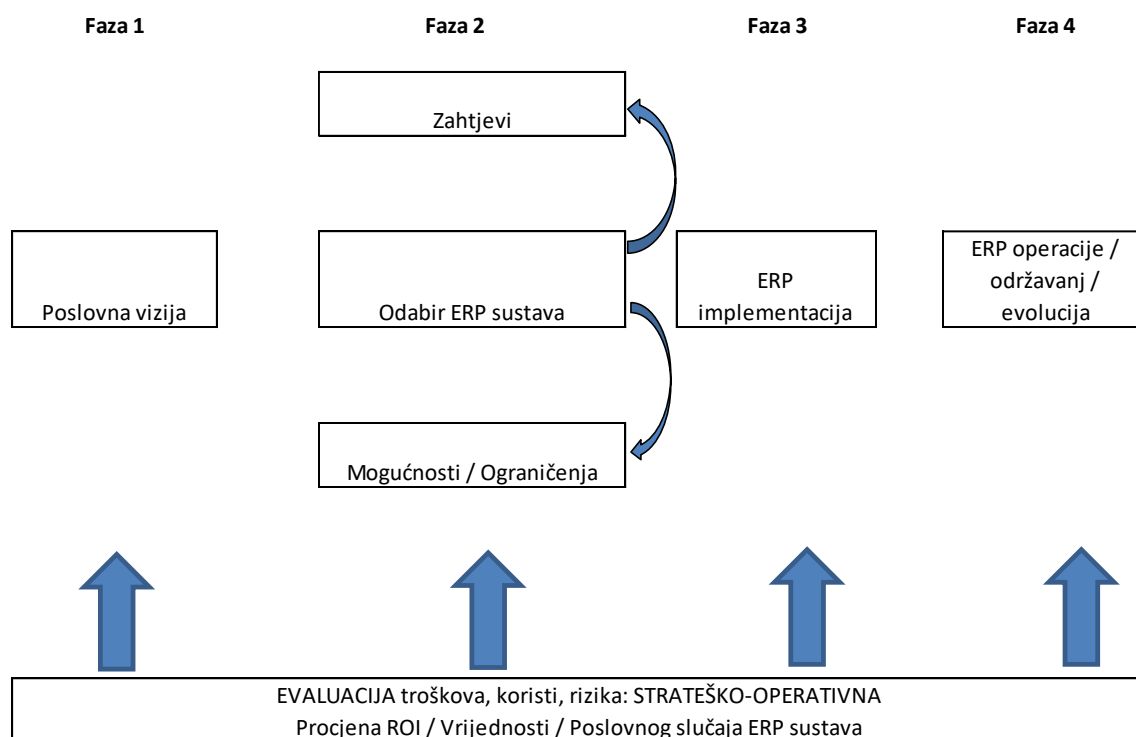 Faza 1
Faza 2
Faza 3
Faza 4
Zahtjevi
Poslovna vizija
Odabir ERP sustava
ERP
implementacija
ERP operacije /
održavanj /
evolucija
Mogućnosti / Ograničenja
EVALUACIJA troškova, koristi, rizika: STRATEŠKO-OPERATIVNA
Procjena ROI / Vrijednosti / Poslovnog slučaja ERP sustava